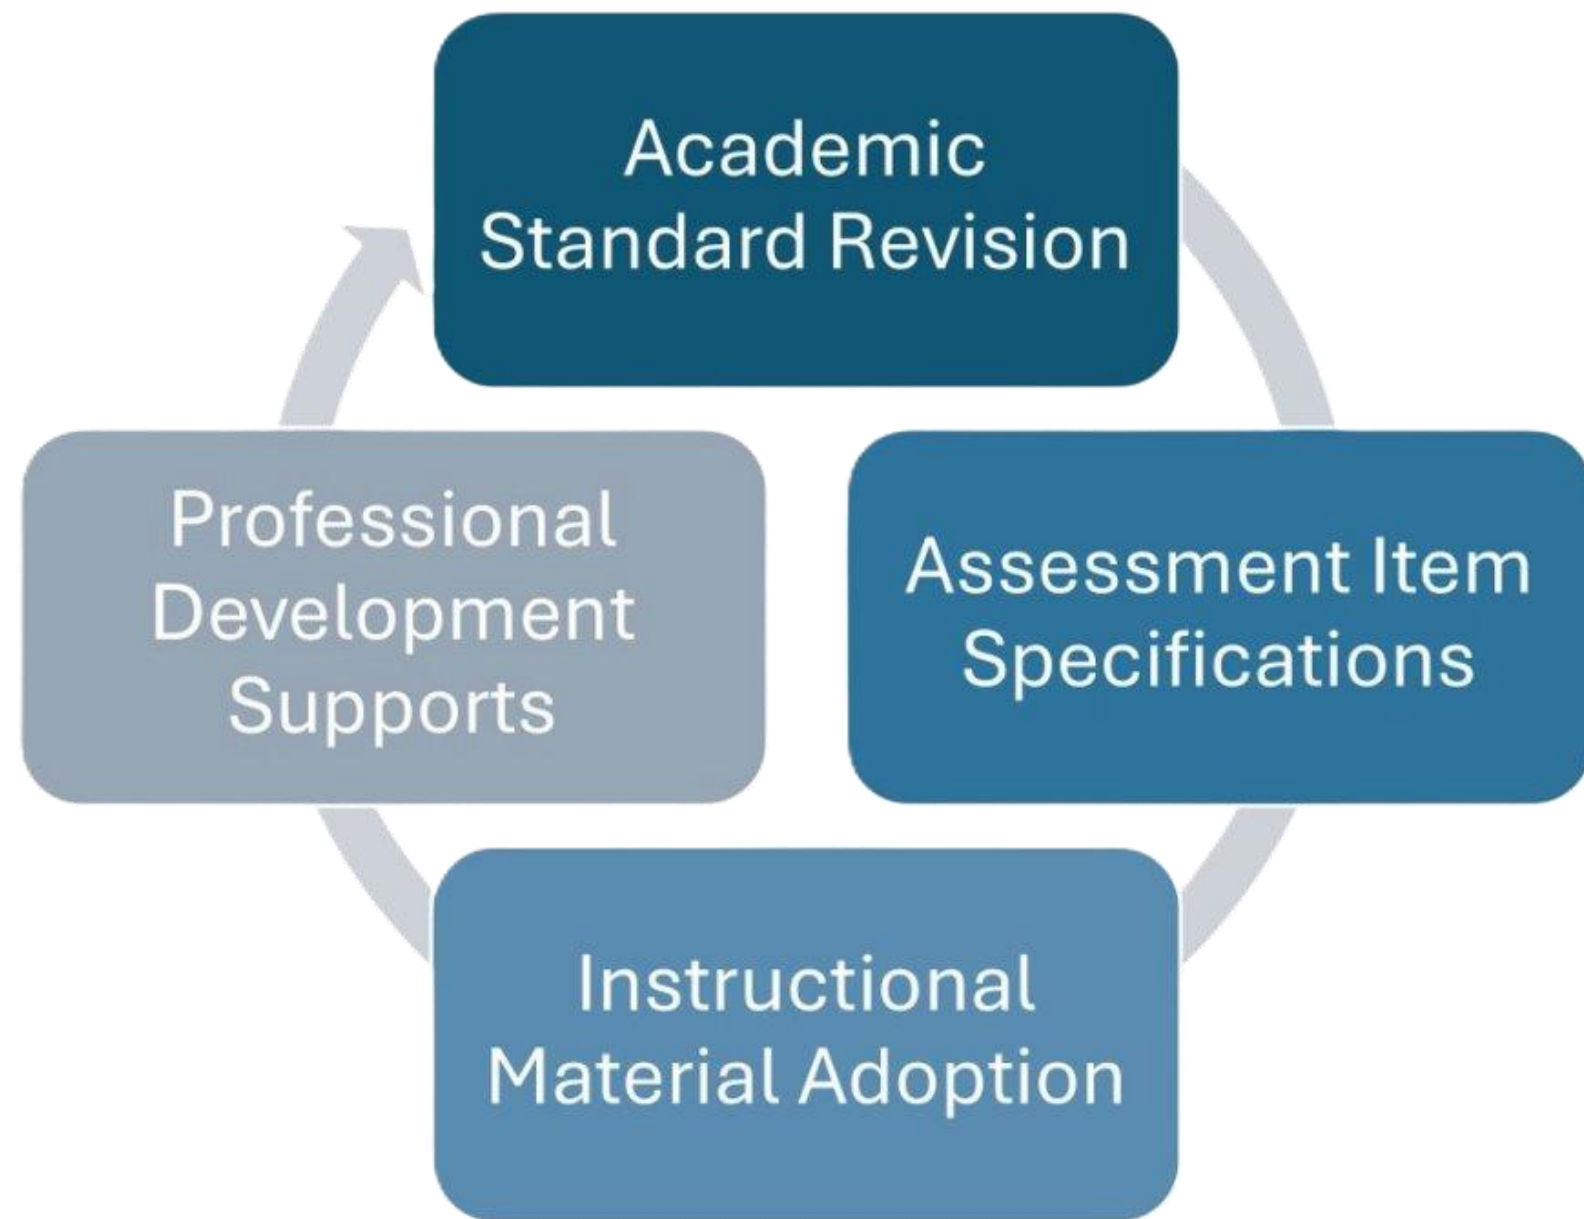 Academic
Standard Revision
Assessment Item
Specifications
Instructional
Material Adoption
Professional
Development
Supports